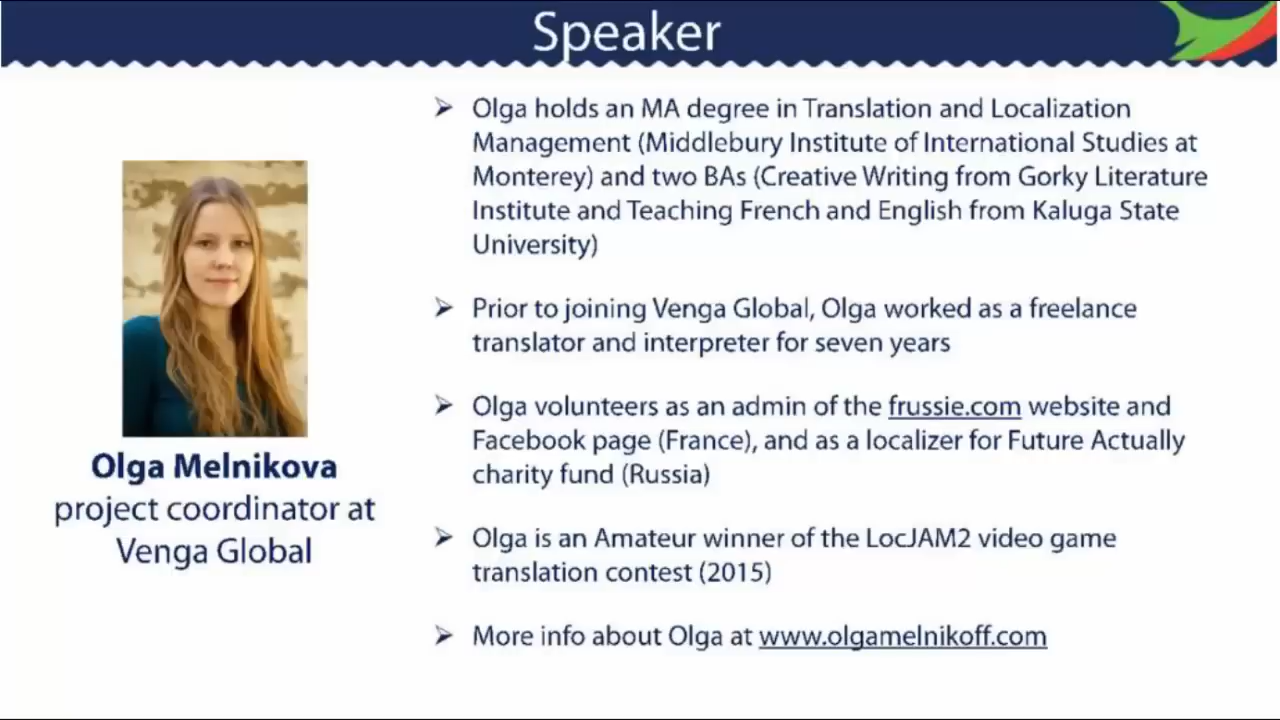 Speaker
Olga Melnikova
project coordinator at
Venga Global
➢ Olga holds an MA degree in Translation and Localization
Management (Middlebury Institute of International Studies at
Monterey) and two BAs (Creative Writing from Gorky Literature
Institute and Teaching French and English from Kaluga State
University)
➢ Prior to joining Venga Global, Olga worked as a freelance
translator and interpreter for seven years
➢ Olga volunteers as an admin of the frussie.com website and
Facebook page (France), and as a localizer for Future Actually
charity fund (Russia)
➢ Olga is an Amateur winner of the LocJAM2 video game
translation contest (2015)
➢ More info about Olga at www.olgamelnikoff.com